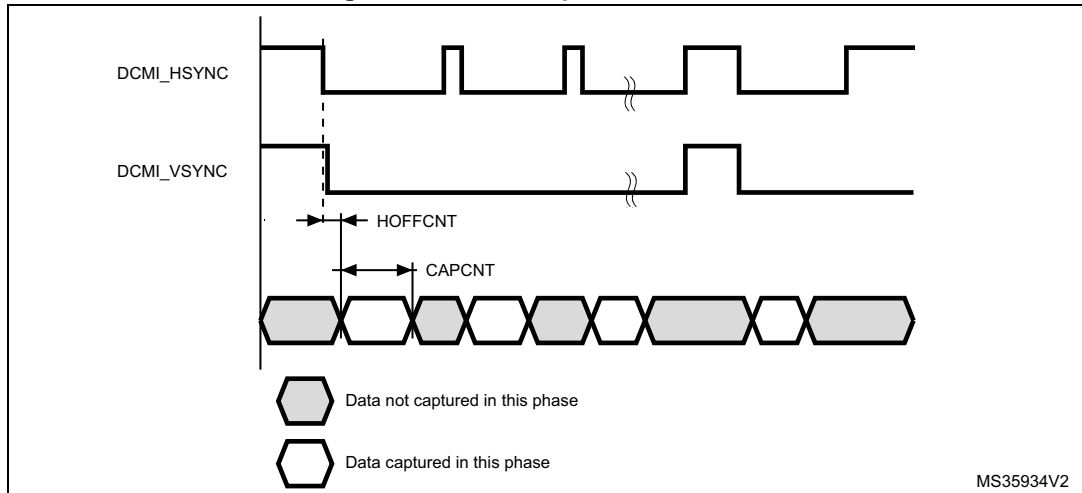 DCMI_HSYNC
DCMI_VSYNC
HOFFCNT
CAPCNT
Data not captured in this phase
Data captured in this phase
MS35934V2